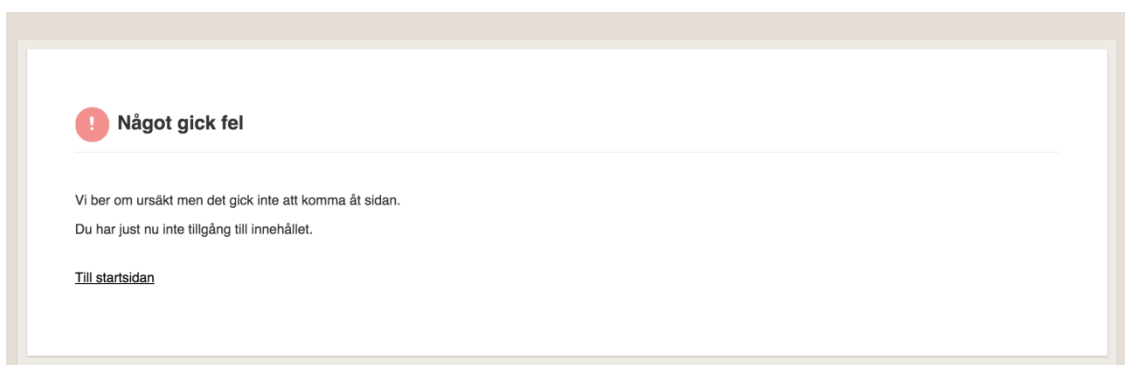 ! Något gick fel
Vi ber om ursäkt men det gick inte att komma åt sidan.
Du har just nu inte tillgång till innehållet.
Till startsidan